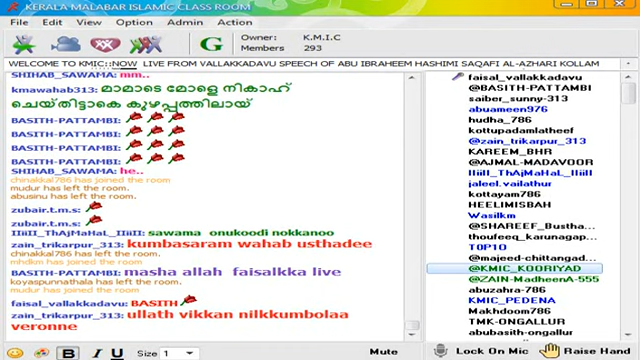 KERALA MALABAR ISLAMIC CLASS ROOM
File Edit View Option Admin Action
G
Owner: K.M.I.C
Members 293
WELCOME TO KMIC::NOW LIVE FROM VALLAKKADAVU SPEECH OF ABU IBRAHEEM HASHIMI SAQAFI AL-AZHARI KOLLAM
SHIHAB_SAWAMA: mm..
kmawahab313: മാമാടെ മോളെ നികാഹ്
ചെയ്തിട്ടാകെ കുഴപ്പത്തിലായ്
BASITH-PATTAMBI:
BASITH-PATTAMBI:
BASITH-PATTAMBI:
BASITH-PATTAMBI:
SHIHAB_SAWAMA: he..
chinakkal786 has joined the room
mudur has left the room.
abusinu has left the room.
zubair.t.m.s:
zubair.t.m.s:
IIiiII_ThAjMaHaL_IIiiII: sawama onukoodi nokkanoo
zain_trikarpur_313: kumbasaram wahab usthadee
chinakkal786 has left the room.
mhdkm has joined the room
BASITH-PATTAMBI: masha allah faisalkka live
koyaspunnathala has left the room.
mudur has joined the room
faisal_vallakkadavu: BASITH
zain_trikarpur_313: ullath vikkan nilkkumbolaa
veronne
faisal_vallakkadavu
@BASITH-PATTAMBI
saiber_sunny-313
abuameen976
hudha_786
kottupadamlatheef
@zain_trikarpur_313
KAREEM_BHR
@AJMAL-MADAVOOR
IIiiII_ThAjMaHaL_IIiiII
jaleel.vailathur
kottayam786
HEELIMISBAH
Wasilkm
@SHAREEF_Bustha...
thoufeeq_karunagap...
TOP10
@majeed-chittangad...
@KMIC_KOORIYAD
@ZAIN-MadheenA-555
abuzahra-786
KMIC_PEDENA
Makhdoom786
TMK-ONGALLUR
abubasith-ongallur
B I U Size 1 Mute Lock On Mic Raise Hand